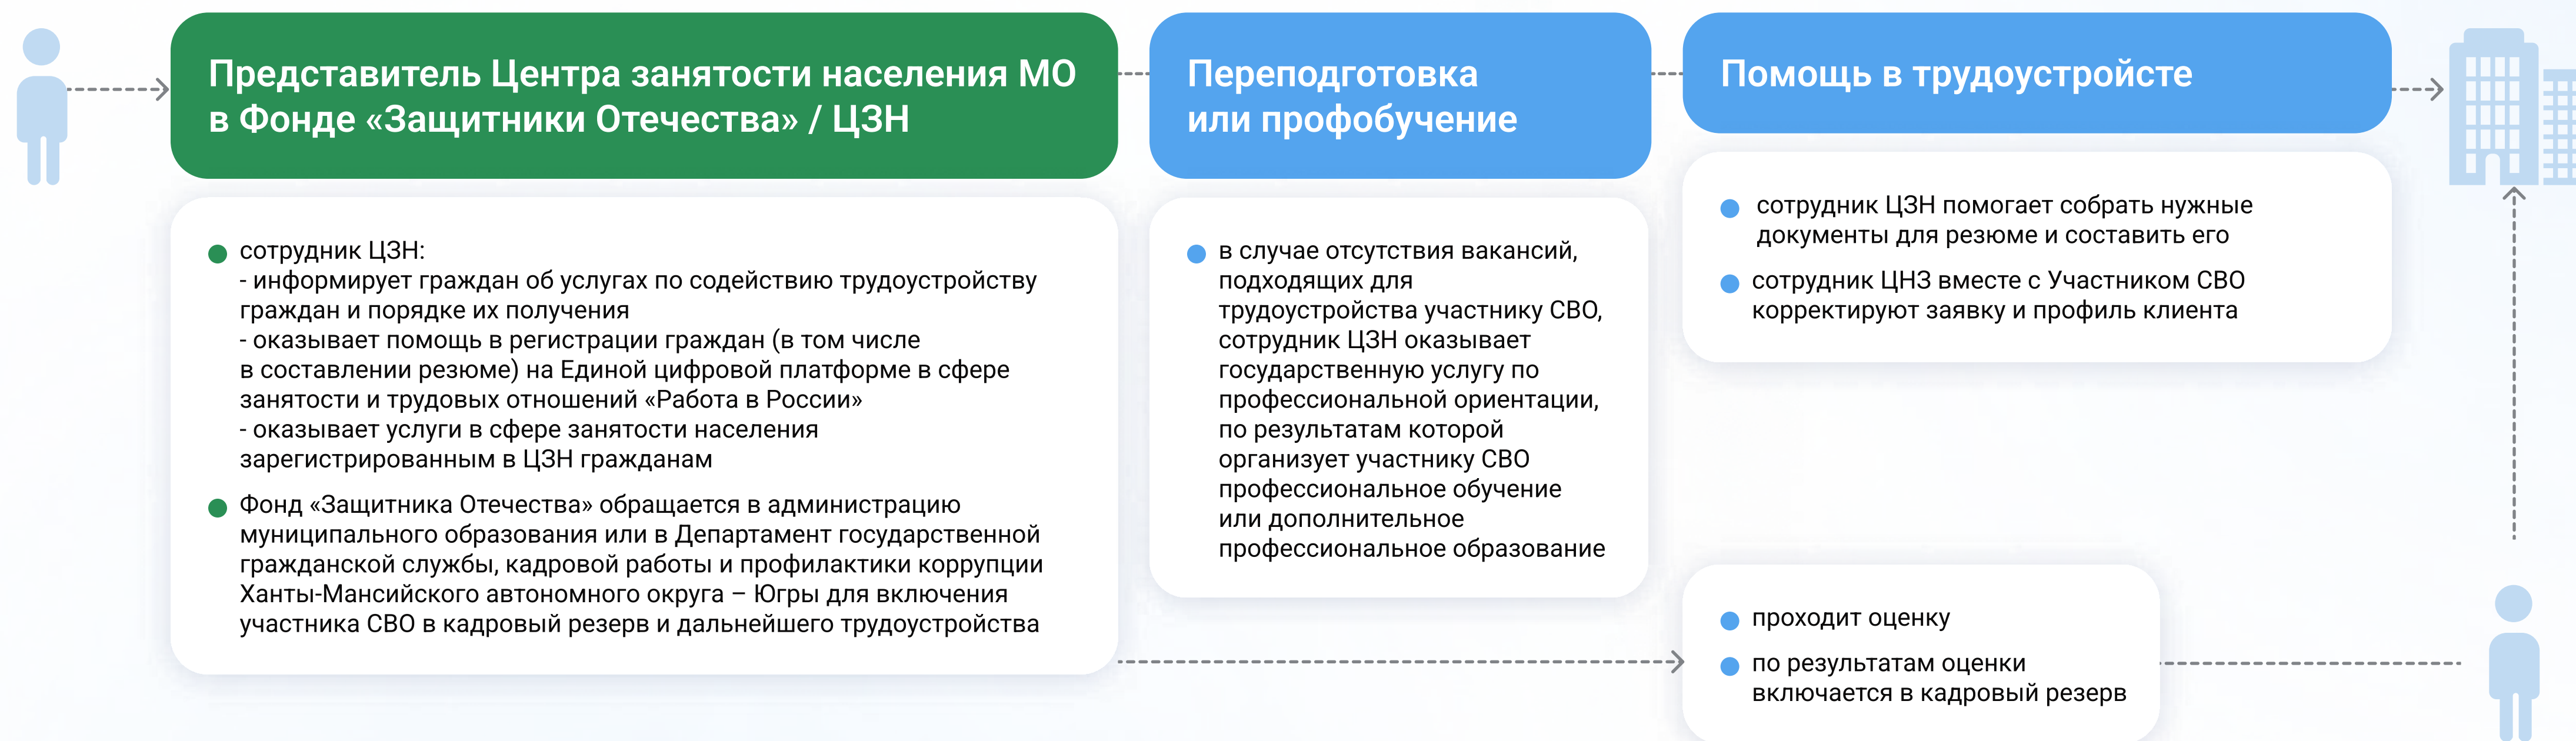 Представитель Центра занятости населения МО
в Фонде «Защитники Отечества» / ЦЗН
сотрудник ЦЗН:
- информирует граждан об услугах по содействию трудоустройству
граждан и порядке их получения
- оказывает помощь в регистрации граждан (в том числе
в составлении резюме) на Единой цифровой платформе в сфере
занятости и трудовых отношений «Работа в России»
- оказывает услуги в сфере занятости населения
зарегистрированным в ЦЗН гражданам
Фонд «Защитника Отечества» обращается в администрацию
муниципального образования или в Департамент государственной
гражданской службы, кадровой работы и профилактики коррупции
Ханты-Мансийского автономного округа – Югры для включения
участника СВО в кадровый резерв и дальнейшего трудоустройства
Переподготовка
или профобучение
в случае отсутствия вакансий,
подходящих для
трудоустройства участнику СВО,
сотрудник ЦЗН оказывает
государственную услугу по
профессиональной ориентации,
по результатам которой
организует участнику СВО
профессиональное обучение
или дополнительное
профессиональное образование
Помощь в трудоустройсте
сотрудник ЦЗН помогает собрать нужные
документы для резюме и составить его
сотрудник ЦНЗ вместе с Участником СВО
корректируют заявку и профиль клиента
проходит оценку
по результатам оценки
включается в кадровый резерв